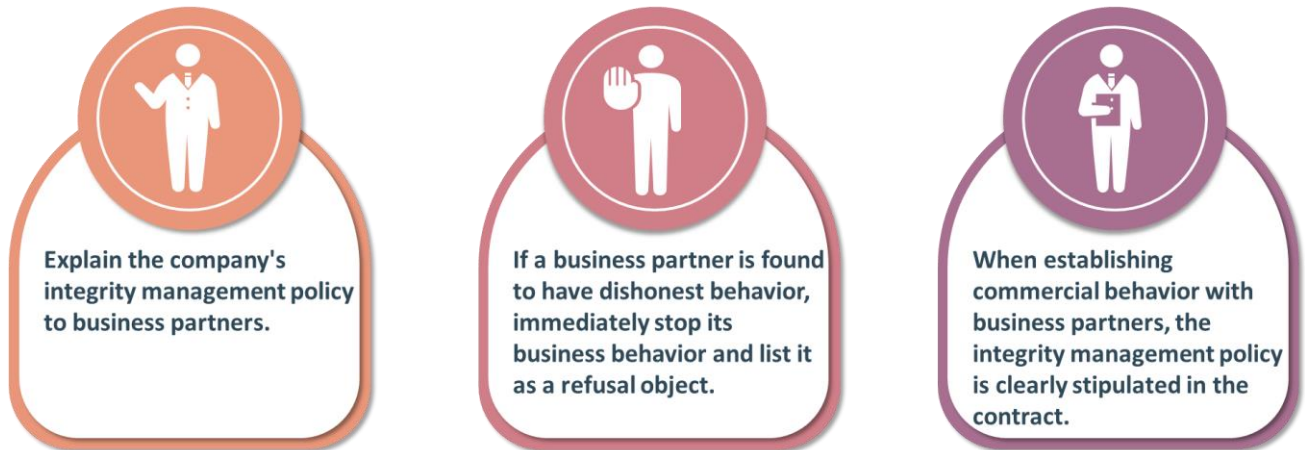 Explain the company's
integrity management policy
to business partners.
If a business partner is found
to have dishonest behavior,
immediately stop its
business behavior and list it
as a refusal object.
When establishing
commercial behavior with
business partners, the
integrity management policy
is clearly stipulated in the
contract.